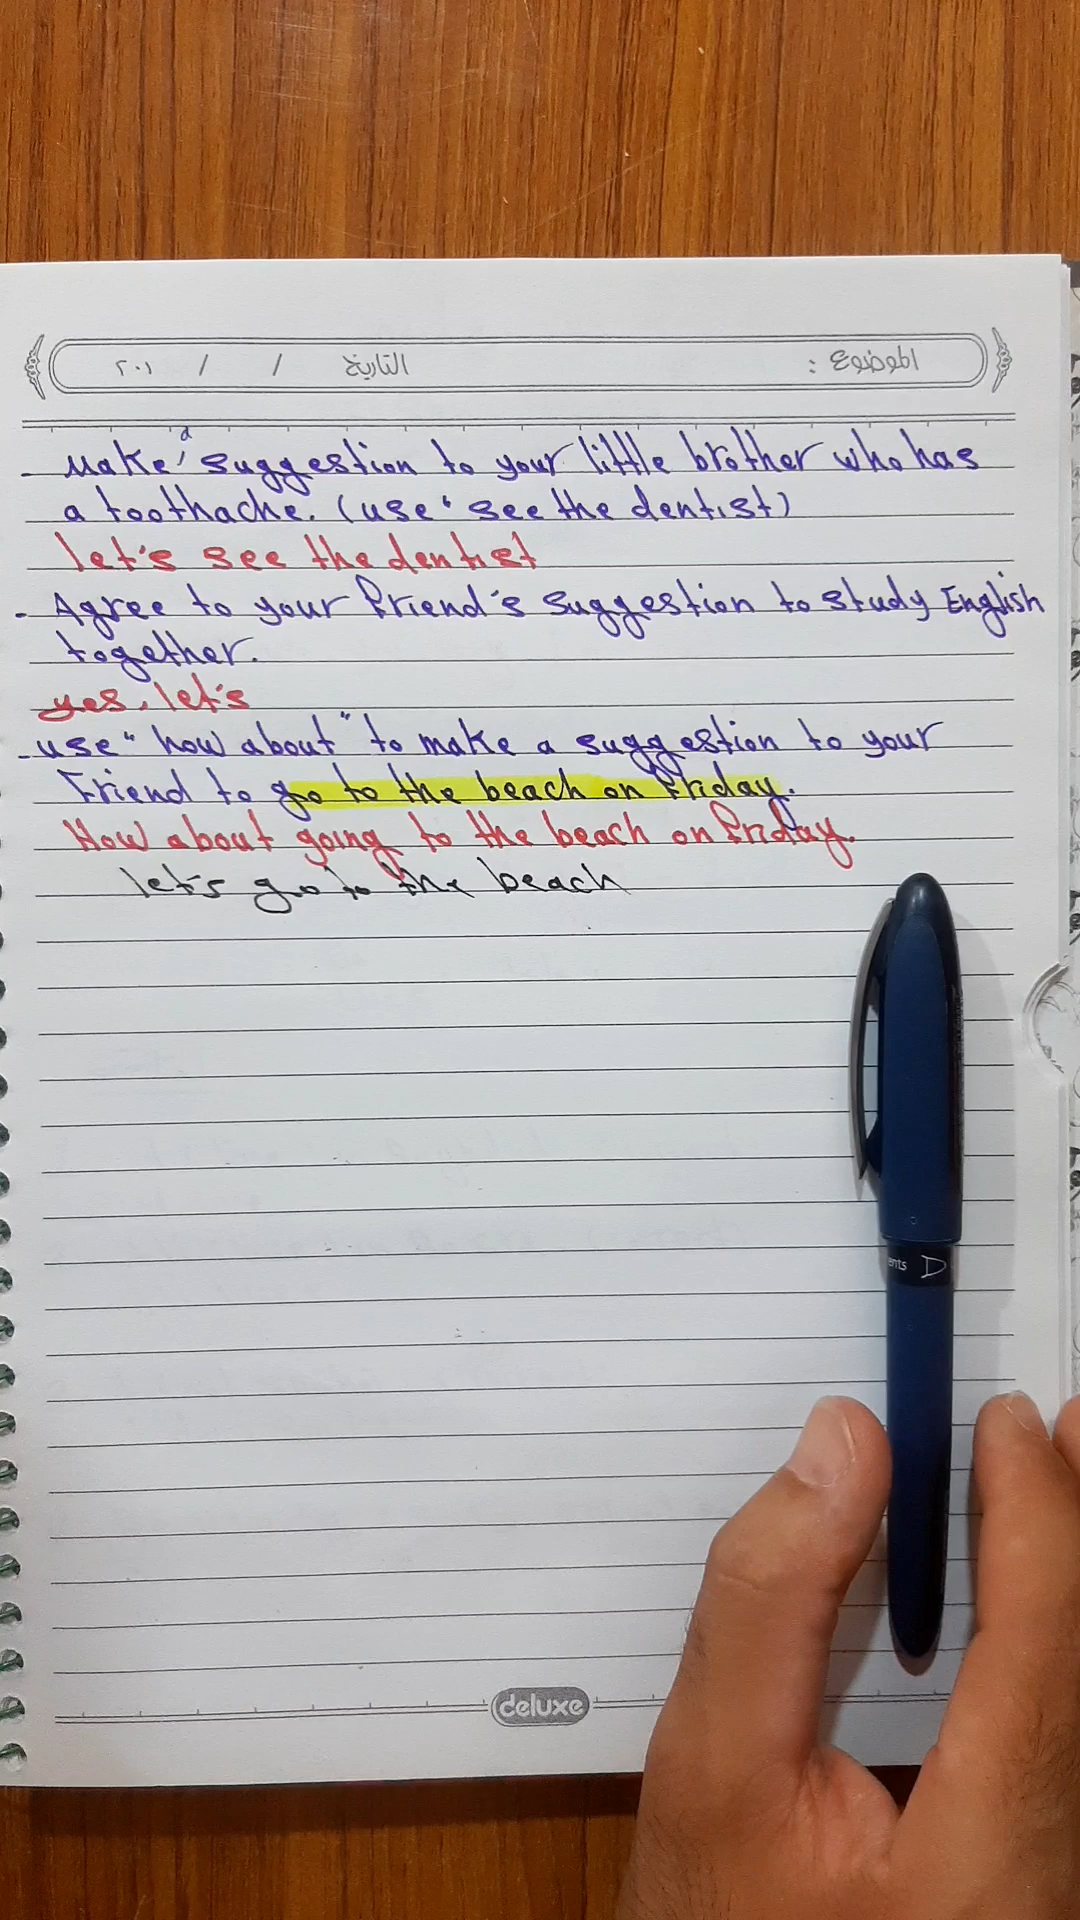 الموضوع : التاريخ / / ٢٠١
- Make a suggestion to your little brother who has
a toothache. (use "see the dentist)
let's see the dentist
- Agree to your friend's suggestion to study English
together.
yes, let's
- use "how about" to make a suggestion to your
Friend to go to the beach on Friday.
How about going to the beach on Friday.
let's go to the beach
ents D
deluxe